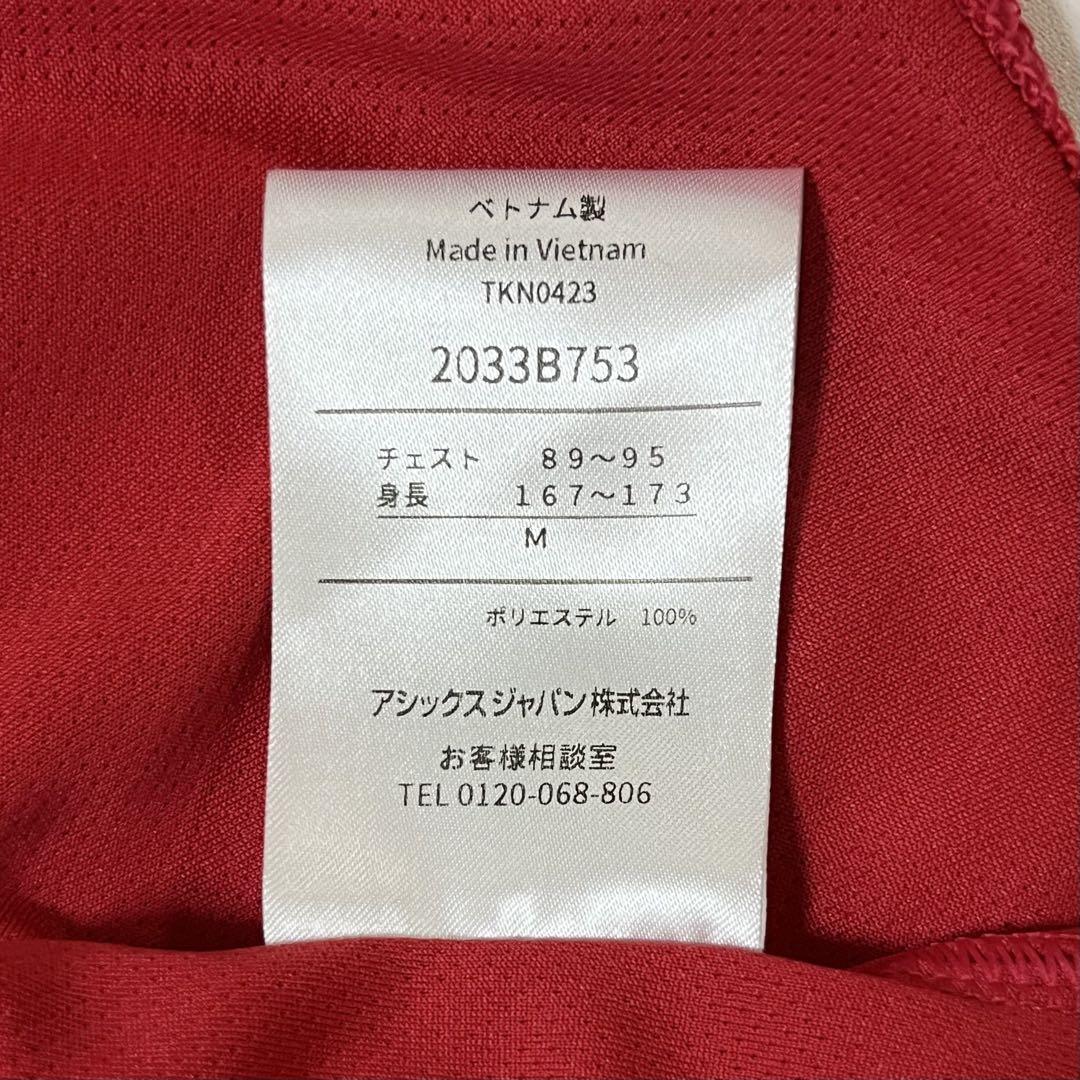 ベトナム製
Made in Vietnam
TKN0423
2033B753
チェスト 89～95
身長 167～173
M
ポリエステル 100%
アシックスジャパン株式会社
お客様相談室
TEL 0120-068-806